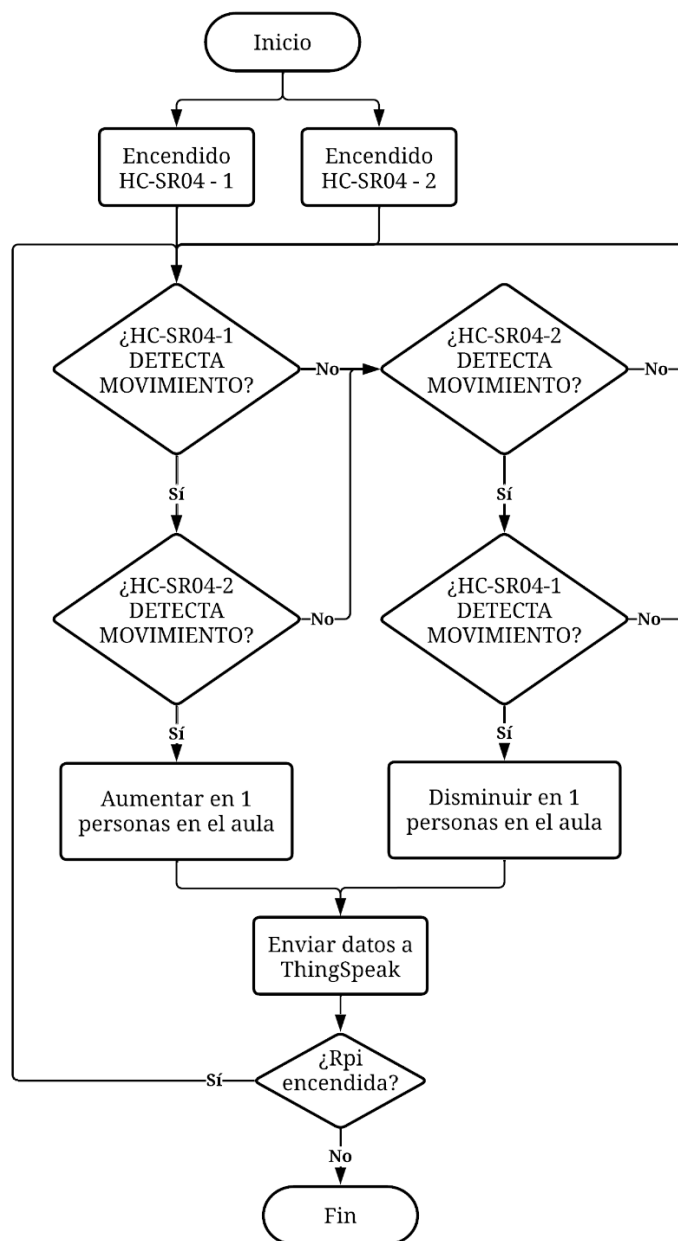 Inicio
Encendido
HC-SR04 - 1
Encendido
HC-SR04 - 2
¿HC-SR04-1
DETECTA
MOVIMIENTO?
No
¿HC-SR04-2
DETECTA
MOVIMIENTO?
No
Sí
Sí
¿HC-SR04-2
DETECTA
MOVIMIENTO?
No
¿HC-SR04-1
DETECTA
MOVIMIENTO?
No
Sí
Sí
Aumentar en 1
personas en el aula
Disminuir en 1
personas en el aula
Enviar datos a
ThingSpeak
¿Rpi
encendida?
Sí
No
Fin